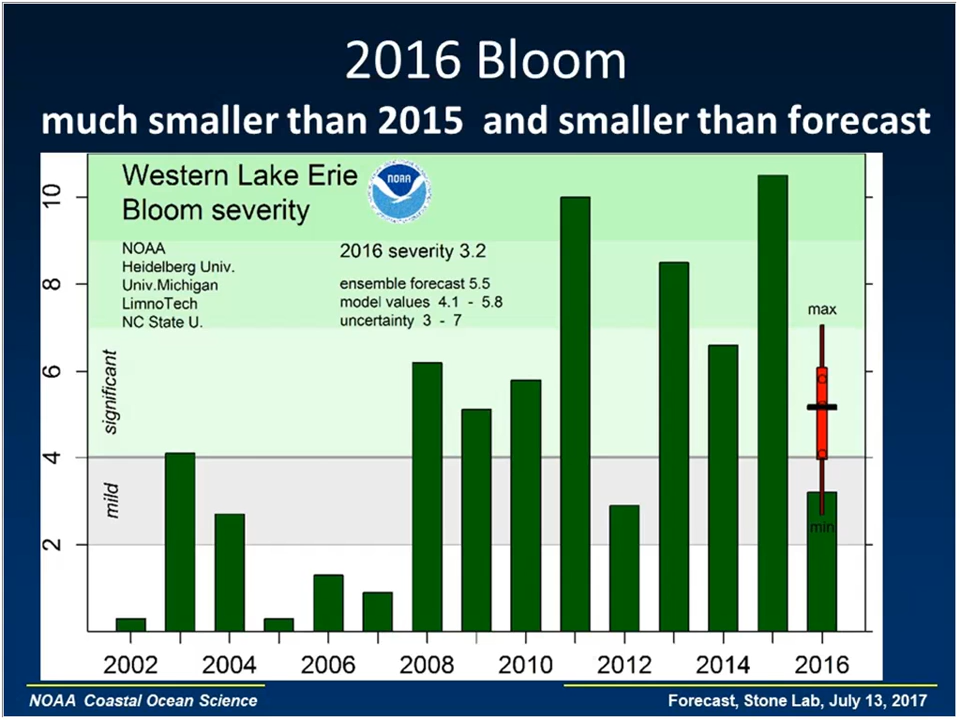 2016 Bloom
much smaller than 2015 and smaller than forecast
Western Lake Erie
Bloom severity
NOAA
NOAA
Heidelberg Univ.
Univ.Michigan
LimnoTech
NC State U.
2016 severity 3.2
ensemble forecast 5.5
model values 4.1 - 5.8
uncertainty 3 - 7
10
8
6
4
2
significant
mild
max
min
2002 2004 2006 2008 2010 2012 2014 2016
NOAA Coastal Ocean Science
Forecast, Stone Lab, July 13, 2017